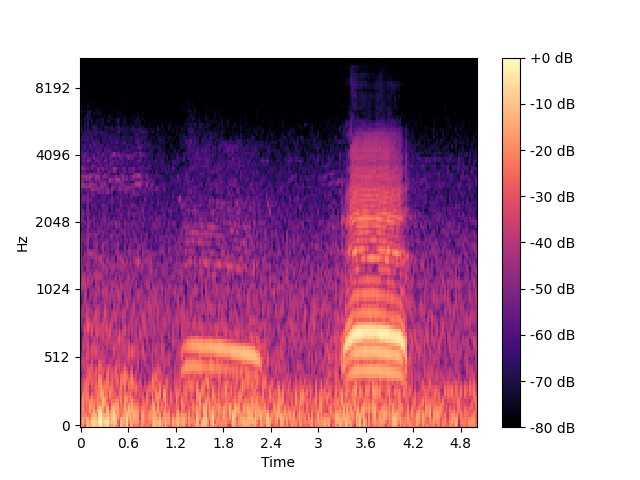 8192
4096
2048
1024
512
0
Hz
0 0.6 1.2 1.8 2.4 3 3.6 4.2 4.8
Time
+0 dB
-10 dB
-20 dB
-30 dB
-40 dB
-50 dB
-60 dB
-70 dB
-80 dB